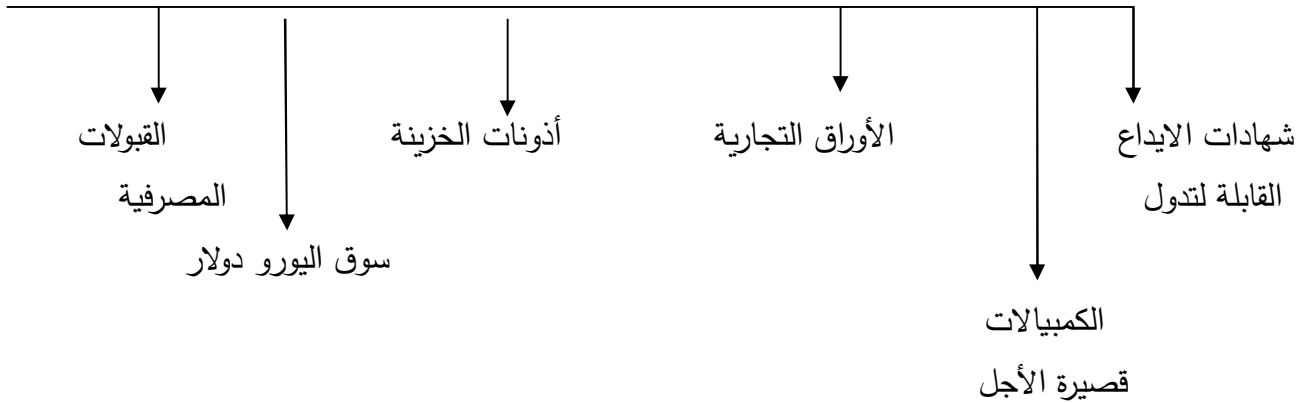 شهادات الايداع
القابلة لتدول
الكمبيالات
قصيرة الأجل
الأوراق التجارية
أذونات الخزينة
سوق اليورو دولار
القبولات
المصرفية